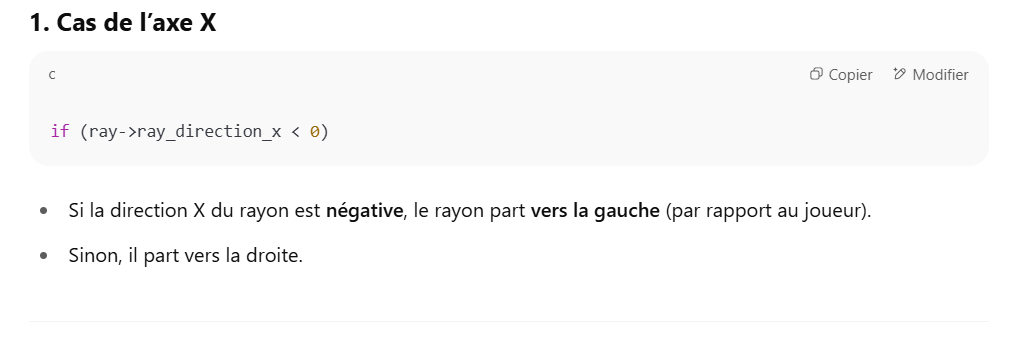 1. Cas de l’axe X
c
Copier
Modifier
if (ray->ray_direction_x < 0)
Si la direction X du rayon est négative, le rayon part vers la gauche (par rapport au joueur).
Sinon, il part vers la droite.